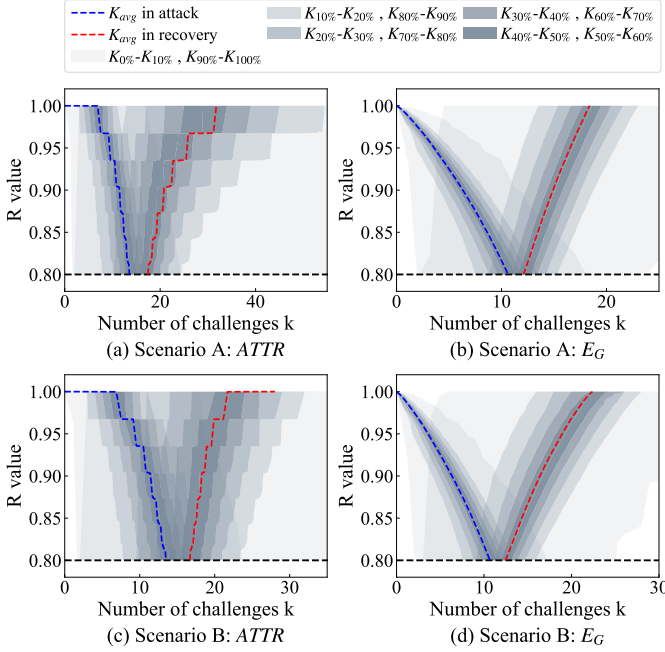 K_avg in attack
K_avg in recovery
K_0%-K_10% , K_90%-K_100%
K_10%-K_20% , K_80%-K_90%
K_20%-K_30% , K_70%-K_80%
K_30%-K_40% , K_60%-K_70%
K_40%-K_50% , K_50%-K_60%
1.00
0.95
0.90
0.85
0.80
R value
0 20 40
Number of challenges k
(a) Scenario A: ATTR
1.00
0.95
0.90
0.85
0.80
R value
0 10 20
Number of challenges k
(b) Scenario A: E_G
1.00
0.95
0.90
0.85
0.80
R value
0 10 20 30
Number of challenges k
(c) Scenario B: ATTR
1.00
0.95
0.90
0.85
0.80
R value
0 10 20 30
Number of challenges k
(d) Scenario B: E_G